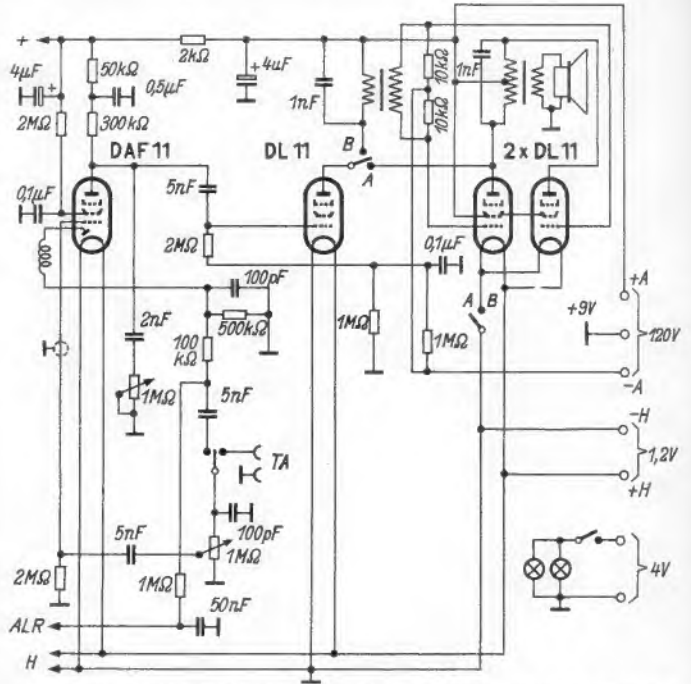 +
2kΩ
4μF
+
50kΩ
0,5μF
+
4μF
1nF
10kΩ
10kΩ
1nF
2MΩ
300kΩ
DAF 11
DL 11
B
A
2 x DL 11
5nF
0,1μF
2MΩ
0,1μF
100pF
500kΩ
100
kΩ
2nF
1MΩ
1MΩ
A
B
+A
+9V
120V
-A
1MΩ
5nF
TA
-H
1,2V
+H
100pF
5nF
1MΩ
2MΩ
1MΩ
50nF
4V
ALR
H